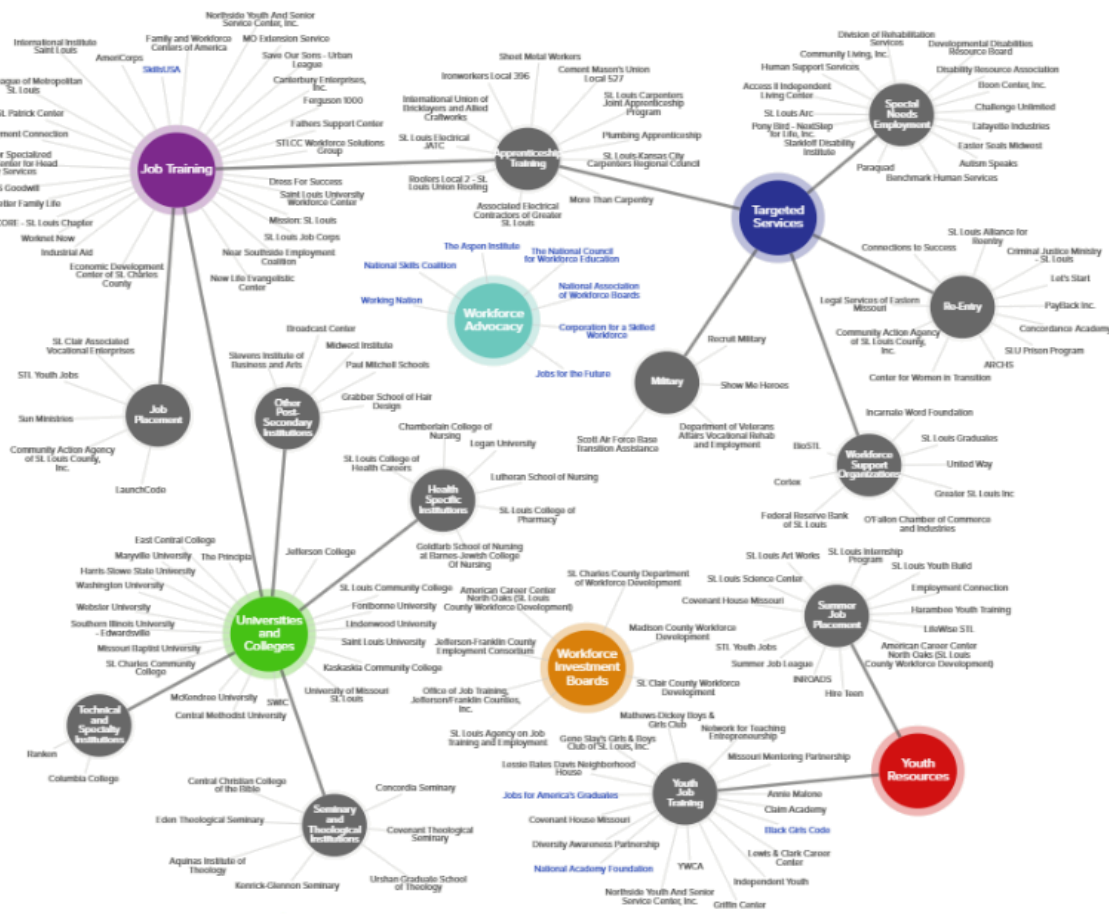 Northside Youth And Senior
Service Center, Inc.
International Institute
Saint Louis
Family and Workforce
Centers of America
MO Extension Service
AmeriCorps
SkillsUSA
Save Our Sons - Urban
League
ague of Metropolitan
St. Louis
Canterbury Enterprises,
Inc.
Ferguson 1000
St. Patrick Center
Fathers Support Center
ment Connection
STLCC Workforce Solutions
Group
r Specialized
enter for Head
Services
Job Training
S Goodwill
Dress For Success
Saint Louis University
Workforce Center
etter Family Life
Mission: St. Louis
CORE - St. Louis Chapter
St. Louis Job Corps
Worknet Now
Industrial Aid
Near Southside Employment
Coalition
Economic Development
Center of St. Charles
County
New Life Evangelistic
Center
Sheet Metal Workers
Ironworkers Local 396
Cement Mason's Union
Local 527
International Union of
Bricklayers and Allied
Craftworks
St. Louis Carpenters
Joint Apprenticeship
Program
St. Louis Electrical
JATC
Plumbing Apprenticeship
Apprenticeship
Training
St. Louis-Kansas City
Carpenters Regional Council
Roofers Local 2 - St.
Louis Union Roofing
More Than Carpentry
Associated Electrical
Contractors of Greater
St. Louis
Division of Rehabilitation
Services
Developmental Disabilities
Resource Board
Community Living, Inc.
Human Support Services
Disability Resource Association
Access II Independent
Living Center
Boon Center, Inc.
Special
Needs
Employment
Challenge Unlimited
St. Louis Arc
Pony Bird - NextStep
for Life, Inc.
Lafayette Industries
Starkloff Disability
Institute
Easter Seals Midwest
Paraquad
Autism Speaks
Benchmark Human Services
Targeted
Services
The Aspen Institute
The National Council
for Workforce Education
National Skills Coalition
National Association
of Workforce Boards
Working Nation
Workforce
Advocacy
Corporation for a Skilled
Workforce
Jobs for the Future
St. Louis Alliance for
Reentry
Connections to Success
Criminal Justice Ministry
- St. Louis
Let's Start
Legal Services of Eastern
Missouri
Re-Entry
PayBack Inc.
Concordance Academy
Community Action Agency
of St. Louis County,
Inc.
SLU Prison Program
ARCHS
Center for Women in Transition
Recruit Military
Military
Show Me Heroes
Department of Veterans
Affairs Vocational Rehab
and Employment
Scott Air Force Base
Transition Assistance
St. Clair Associated
Vocational Enterprises
STL Youth Jobs
Job
Placement
Sun Ministries
Community Action Agency
of St. Louis County,
Inc.
LaunchCode
Broadcast Center
Midwest Institute
Stevens Institute of
Business and Arts
Paul Mitchell Schools
Other
Post-
Secondary
Institutions
Grabber School of Hair
Design
Chamberlain College of
Nursing
Logan University
St. Louis College of
Health Careers
Lutheran School of Nursing
Health
Specific
Institutions
St. Louis College of
Pharmacy
Goldfarb School of Nursing
at Barnes-Jewish College
Of Nursing
Incarnate Word Foundation
BioSTL
St. Louis Graduates
Workforce
Support
Organizations
United Way
Cortex
Greater St. Louis Inc
Federal Reserve Bank
of St. Louis
O'Fallon Chamber of Commerce
and Industries
East Central College
Maryville University
The Principia
Jefferson College
Harris-Stowe State University
Washington University
St. Louis Community College
Webster University
Fontbonne University
Universities
and
Colleges
Southern Illinois University
- Edwardsville
Lindenwood University
Missouri Baptist University
Saint Louis University
St. Charles Community
College
Kaskaskia Community College
McKendree University
SWIC
University of Missouri
St. Louis
Central Methodist University
Technical
and
Specialty
Institutions
Ranken
Columbia College
Central Christian College
of the Bible
Concordia Seminary
Eden Theological Seminary
Seminary
and
Theological
Institutions
Covenant Theological
Seminary
Aquinas Institute of
Theology
Kenrick-Glennon Seminary
Urshan Graduate School
of Theology
St. Charles County Department
of Workforce Development
American Career Center
North Oaks (St. Louis
County Workforce Development)
Madison County Workforce
Development
Jefferson-Franklin County
Employment Consortium
Workforce
Investment
Boards
Office of Job Training,
Jefferson/Franklin Counties,
Inc.
St. Clair County Workforce
Development
St. Louis Agency on Job
Training and Employment
St. Louis Art Works
St. Louis Internship
Program
St. Louis Youth Build
St. Louis Science Center
Employment Connection
Covenant House Missouri
Summer
Job
Placement
Harambee Youth Training
LifeWise STL
STL Youth Jobs
American Career Center
North Oaks (St. Louis
County Workforce Development)
Summer Job League
INROADS
Hire Teen
Youth
Resources
Mathews-Dickey Boys &
Girls Club
Network for Teaching
Entrepreneurship
Gene Slay's Girls & Boys
Club of St. Louis, Inc.
Missouri Mentoring Partnership
Lessie Bates Davis Neighborhood
House
Youth
Job
Training
Jobs for America's Graduates
Annie Malone
Claim Academy
Covenant House Missouri
Black Girls Code
Diversity Awareness Partnership
Lewis & Clark Career
Center
National Academy Foundation
YWCA
Independent Youth
Northside Youth And Senior
Service Center, Inc.
Griffin Center